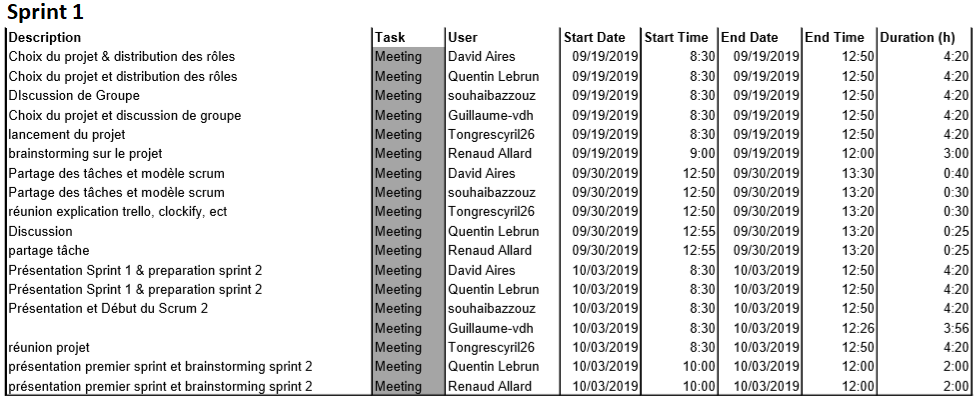 Sprint 1
Description Task User Start Date Start Time End Date End Time Duration (h)
Choix du projet & distribution des rôles Meeting David Aires 09/19/2019 8:30 09/19/2019 12:50 4:20
Choix du projet et distribution des rôles Meeting Quentin Lebrun 09/19/2019 8:30 09/19/2019 12:50 4:20
DIscussion de Groupe Meeting souhaibazzouz 09/19/2019 8:30 09/19/2019 12:50 4:20
Choix du projet et discussion de groupe Meeting Guillaume-vdh 09/19/2019 8:30 09/19/2019 12:50 4:20
lancement du projet Meeting Tongrescyril26 09/19/2019 8:30 09/19/2019 12:50 4:20
brainstorming sur le projet Meeting Renaud Allard 09/19/2019 9:00 09/19/2019 12:00 3:00
Partage des tâches et modèle scrum Meeting David Aires 09/30/2019 12:50 09/30/2019 13:30 0:40
Partage des tâches et modèle scrum Meeting souhaibazzouz 09/30/2019 12:50 09/30/2019 13:20 0:30
réunion explication trello, clockify, ect Meeting Tongrescyril26 09/30/2019 12:50 09/30/2019 13:20 0:30
Discussion Meeting Quentin Lebrun 09/30/2019 12:55 09/30/2019 13:20 0:25
partage tâche Meeting Renaud Allard 09/30/2019 12:55 09/30/2019 13:20 0:25
Présentation Sprint 1 & preparation sprint 2 Meeting David Aires 10/03/2019 8:30 10/03/2019 12:50 4:20
Présentation Sprint 1 & preparation sprint 2 Meeting Quentin Lebrun 10/03/2019 8:30 10/03/2019 12:50 4:20
Présentation et Début du Scrum 2 Meeting souhaibazzouz 10/03/2019 8:30 10/03/2019 12:50 4:20
Meeting Guillaume-vdh 10/03/2019 8:30 10/03/2019 12:26 3:56
réunion projet Meeting Tongrescyril26 10/03/2019 8:30 10/03/2019 12:50 4:20
présentation premier sprint et brainstorming sprint 2 Meeting Quentin Lebrun 10/03/2019 10:00 10/03/2019 12:00 2:00
présentation premier sprint et brainstorming sprint 2 Meeting Renaud Allard 10/03/2019 10:00 10/03/2019 12:00 2:00